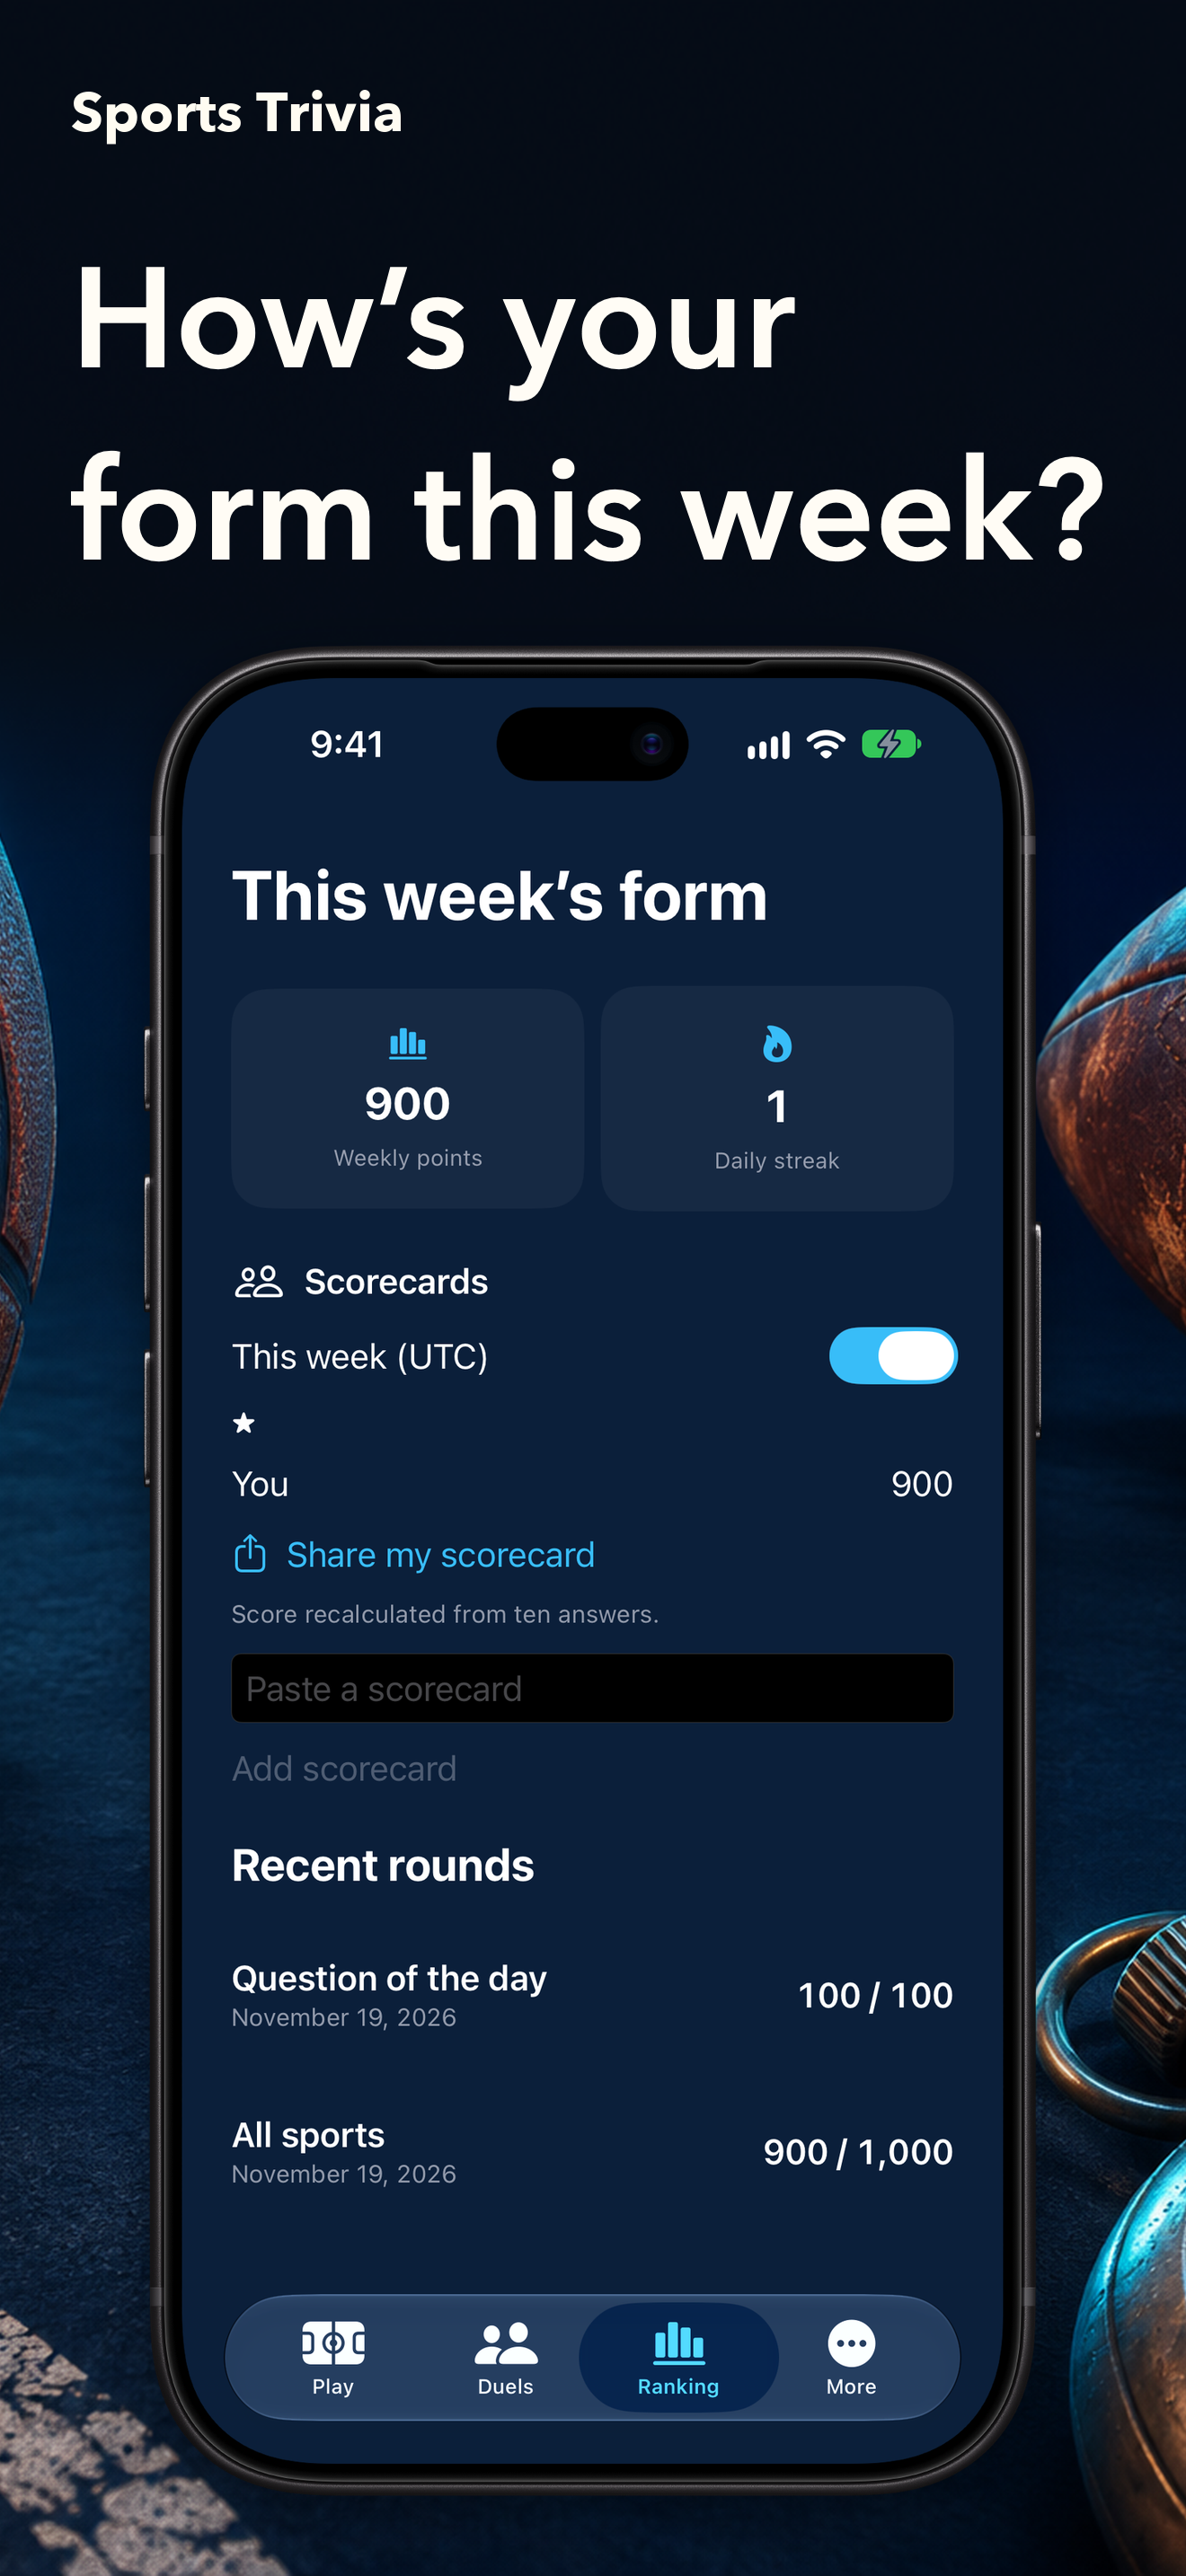 Sports Trivia
How’s your
form this week?
9:41
This week’s form
900
Weekly points
1
Daily streak
Scorecards
This week (UTC)
You 900
Share my scorecard
Score recalculated from ten answers.
Paste a scorecard
Add scorecard
Recent rounds
Question of the day
November 19, 2026
100 / 100
All sports
November 19, 2026
900 / 1,000
Play Duels Ranking More